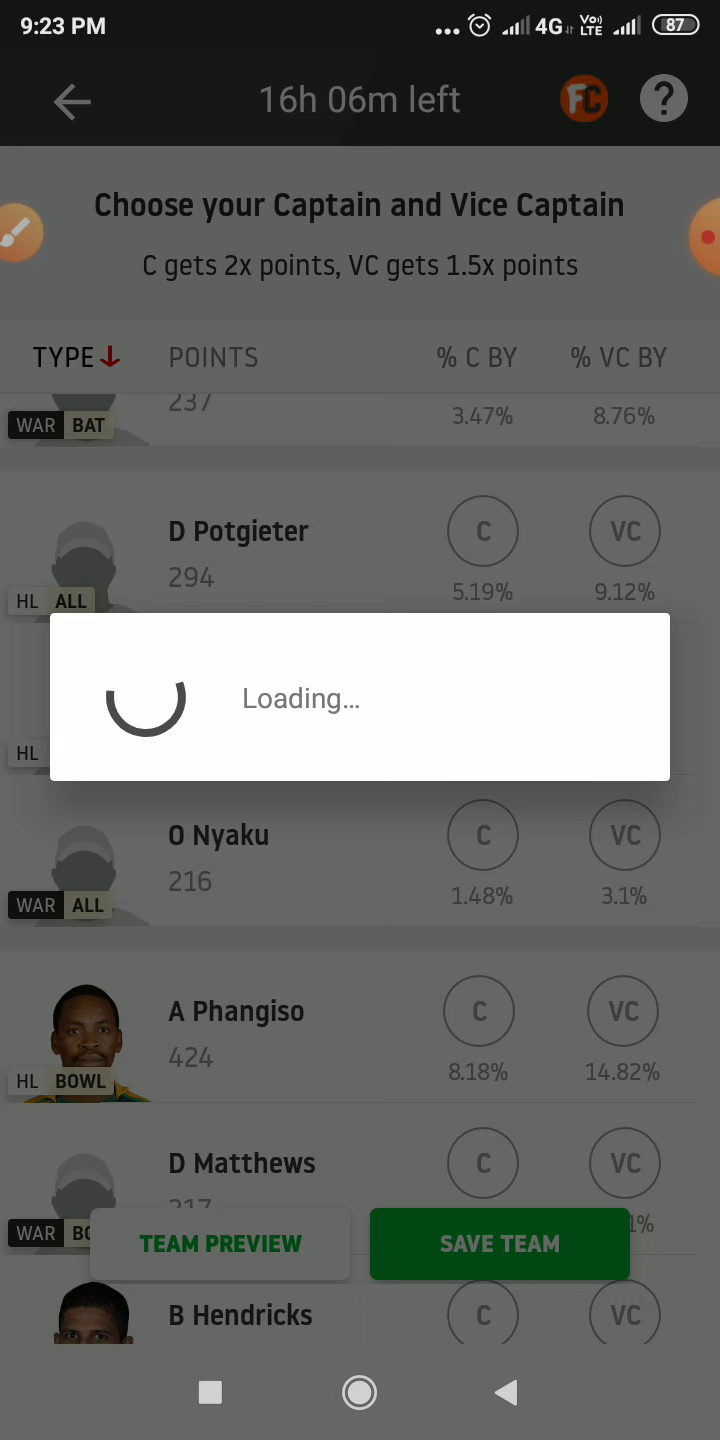 9:23 PM ... 4G Vo) LTE 87
16h 06m left FC ?
Choose your Captain and Vice Captain
C gets 2x points, VC gets 1.5x points
TYPE POINTS % C BY % VC BY
237 3.47% 8.76%
WAR BAT
D Potgieter C VC
294 5.19% 9.12%
HL ALL
Loading...
HL
O Nyaku C VC
216 1.48% 3.1%
WAR ALL
A Phangiso C VC
424 8.18% 14.82%
HL BOWL
D Matthews C VC
WAR
TEAM PREVIEW SAVE TEAM
B Hendricks C VC